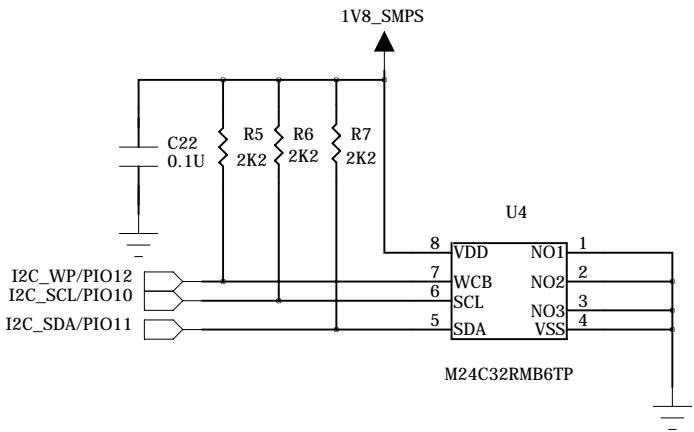 1V8_SMPS
C22
0.1U
R5
2K2
R6
2K2
R7
2K2
U4
8 VDD NO1 1
I2C_WP/PIO12 7 WCB NO2 2
I2C_SCL/PIO10 6 SCL NO3 3
I2C_SDA/PIO11 5 SDA VSS 4
M24C32RMB6TP